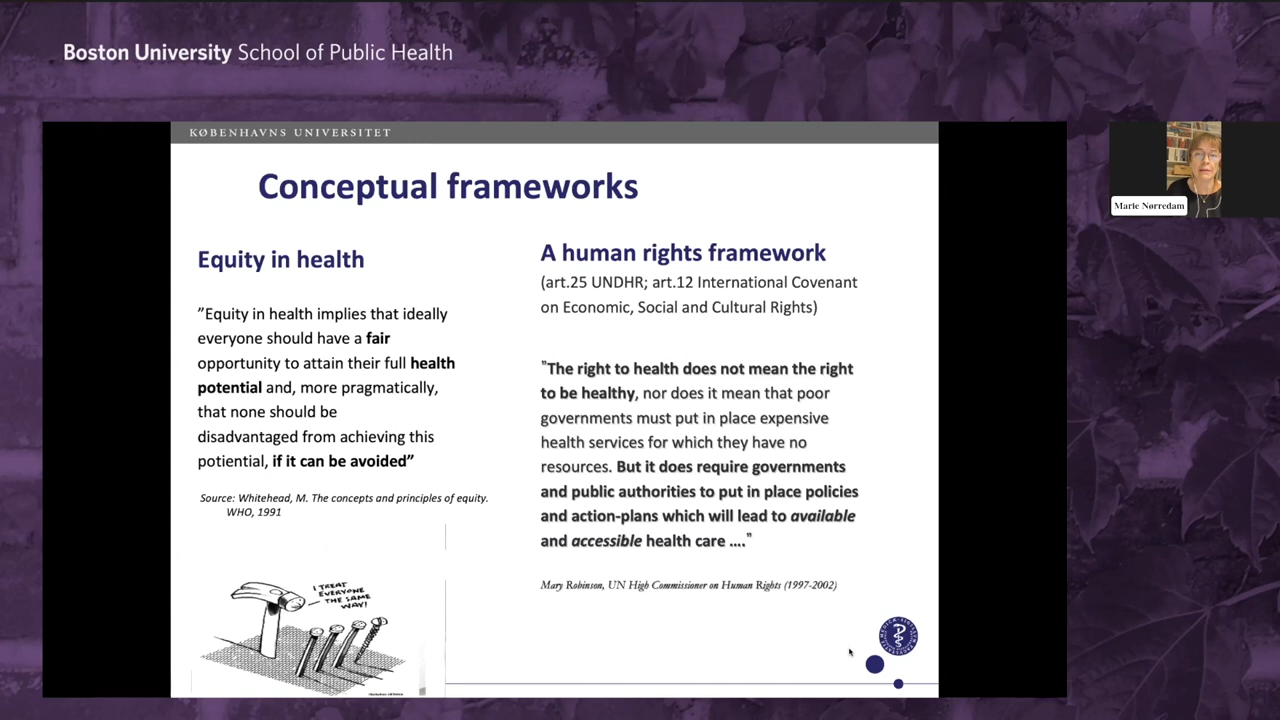 Boston University School of Public Health
KØBENHAVNS UNIVERSITET
Conceptual frameworks
Equity in health
”Equity in health implies that ideally
everyone should have a fair
opportunity to attain their full health
potential and, more pragmatically,
that none should be
disadvantaged from achieving this
potiential, if it can be avoided”
Source: Whitehead, M. The concepts and principles of equity.
WHO, 1991
I TREAT
EVERYONE
THE SAME
WAY!
A human rights framework
(art.25 UNDHR; art.12 International Covenant
on Economic, Social and Cultural Rights)
”The right to health does not mean the right
to be healthy, nor does it mean that poor
governments must put in place expensive
health services for which they have no
resources. But it does require governments
and public authorities to put in place policies
and action-plans which will lead to available
and accessible health care ….”
Mary Robinson, UN High Commissioner on Human Rights (1997-2002)
Marie Nørredam